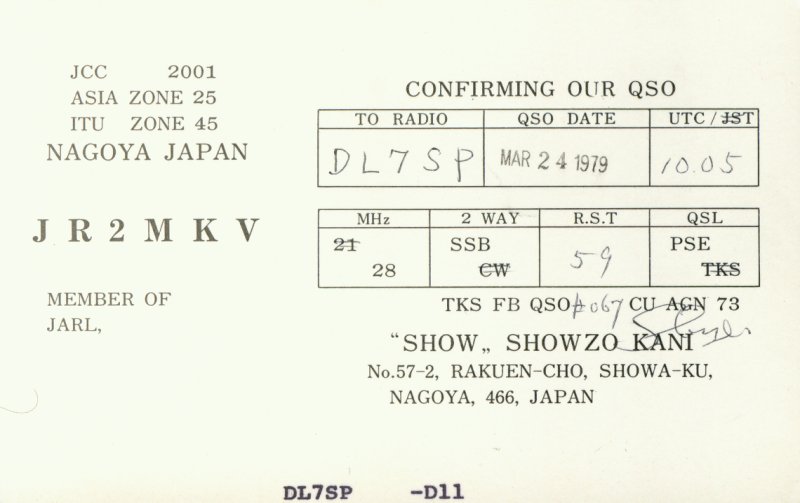 JCC 2001
ASIA ZONE 25
ITU ZONE 45
NAGOYA JAPAN
JR2MKV
MEMBER OF
JARL,
CONFIRMING OUR QSO
TO RADIO QSO DATE UTC/JST
DL7SP MAR 24 1979 10.05
MHz 2 WAY R.S.T QSL
21 SSB 59 PSE
28 CW TKS
TKS FB QSO #067 CU AGN 73
"SHOW„ SHOWZO KANI
No.57-2, RAKUEN-CHO, SHOWA-KU,
NAGOYA, 466, JAPAN
DL7SP -D11